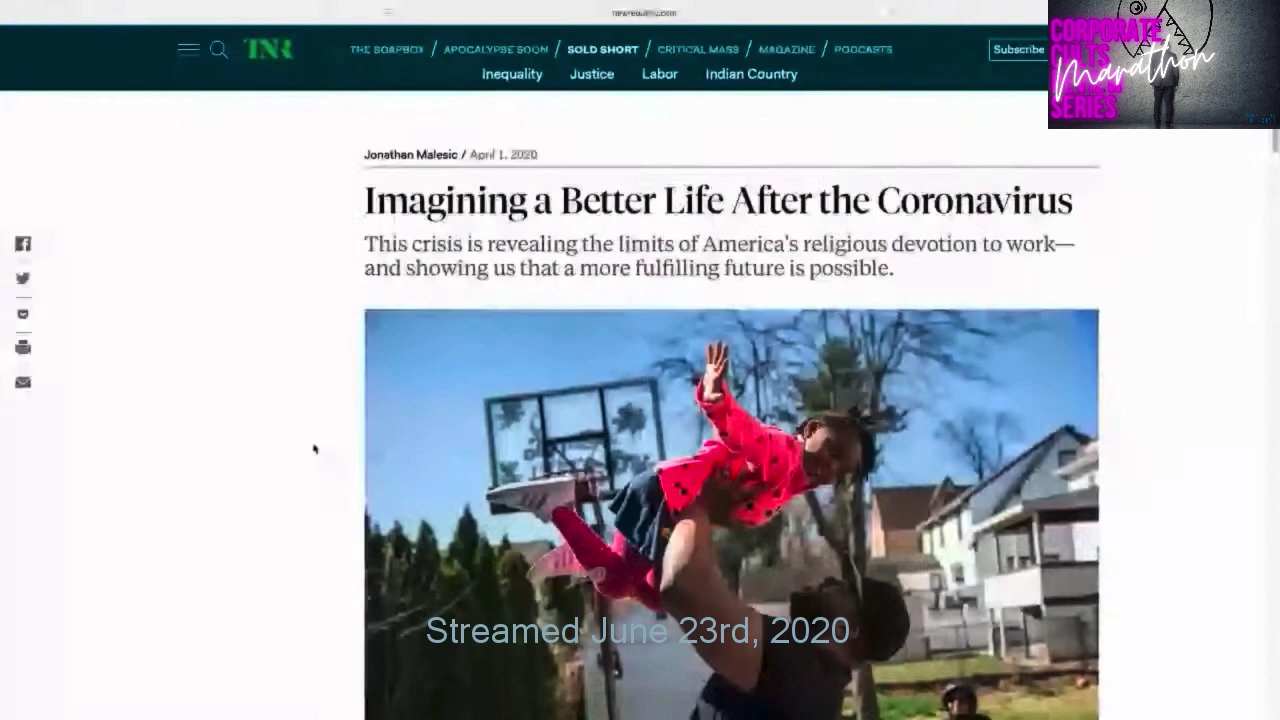 TNR
THE SOAPBOX / APOCALYPSE SOON / SOLD SHORT / CRITICAL MASS / MAGAZINE / PODCASTS
Subscribe
Inequality Justice Labor Indian Country
CORPORATE
CULTS
Marathon
SERIES
Jonathan Malesic / April 1, 2020
Imagining a Better Life After the Coronavirus
This crisis is revealing the limits of America's religious devotion to work—
and showing us that a more fulfilling future is possible.
Streamed June 23rd, 2020